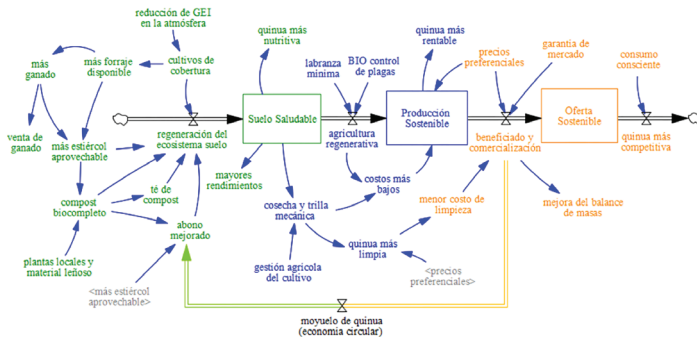 reducción de GEI
en la atmósfera
quinua más
nutritiva
quinua más
rentable
garantía de
mercado
más
ganado
más forraje
disponible
cultivos de
cobertura
labranza
mínima
BIO control
de plagas
precios
preferenciales
consumo
consciente
venta de
ganado
más estiércol
aprovechable
regeneración del
ecosistema suelo
Suelo Saludable
agricultura
regenerativa
Producción
Sostenible
beneficiado y
comercialización
Oferta
Sostenible
quinua más
competitiva
mayores
rendimientos
costos más
bajos
té de
compost
compost
biocompleto
cosecha y trilla
mecánica
menor costo de
limpieza
mejora del balance
de masas
abono
mejorado
quinua más
limpia
plantas locales y
material leñoso
gestión agrícola
del cultivo
<más estiércol
aprovechable>
<precios
preferenciales>
moyuelo de quinua
(economía circular)